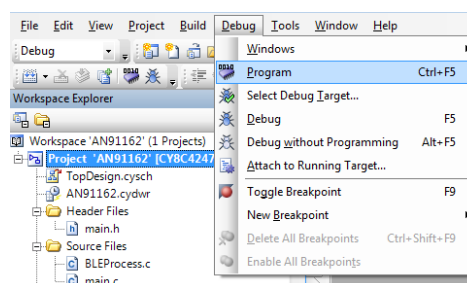 File Edit View Project Build Debug Tools Window Help
Debug
Windows
Program Ctrl+F5
Select Debug Target...
Workspace Explorer
Debug F5
Debug without Programming Alt+F5
Workspace 'AN91162' (1 Projects)
Project 'AN91162' [CY8C4247
Attach to Running Target...
TopDesign.cysch
AN91162.cydwr
Toggle Breakpoint F9
Header Files
New Breakpoint
main.h
Delete All Breakpoints Ctrl+Shift+F9
Source Files
Enable All Breakpoints
BLEProcess.c
main.c